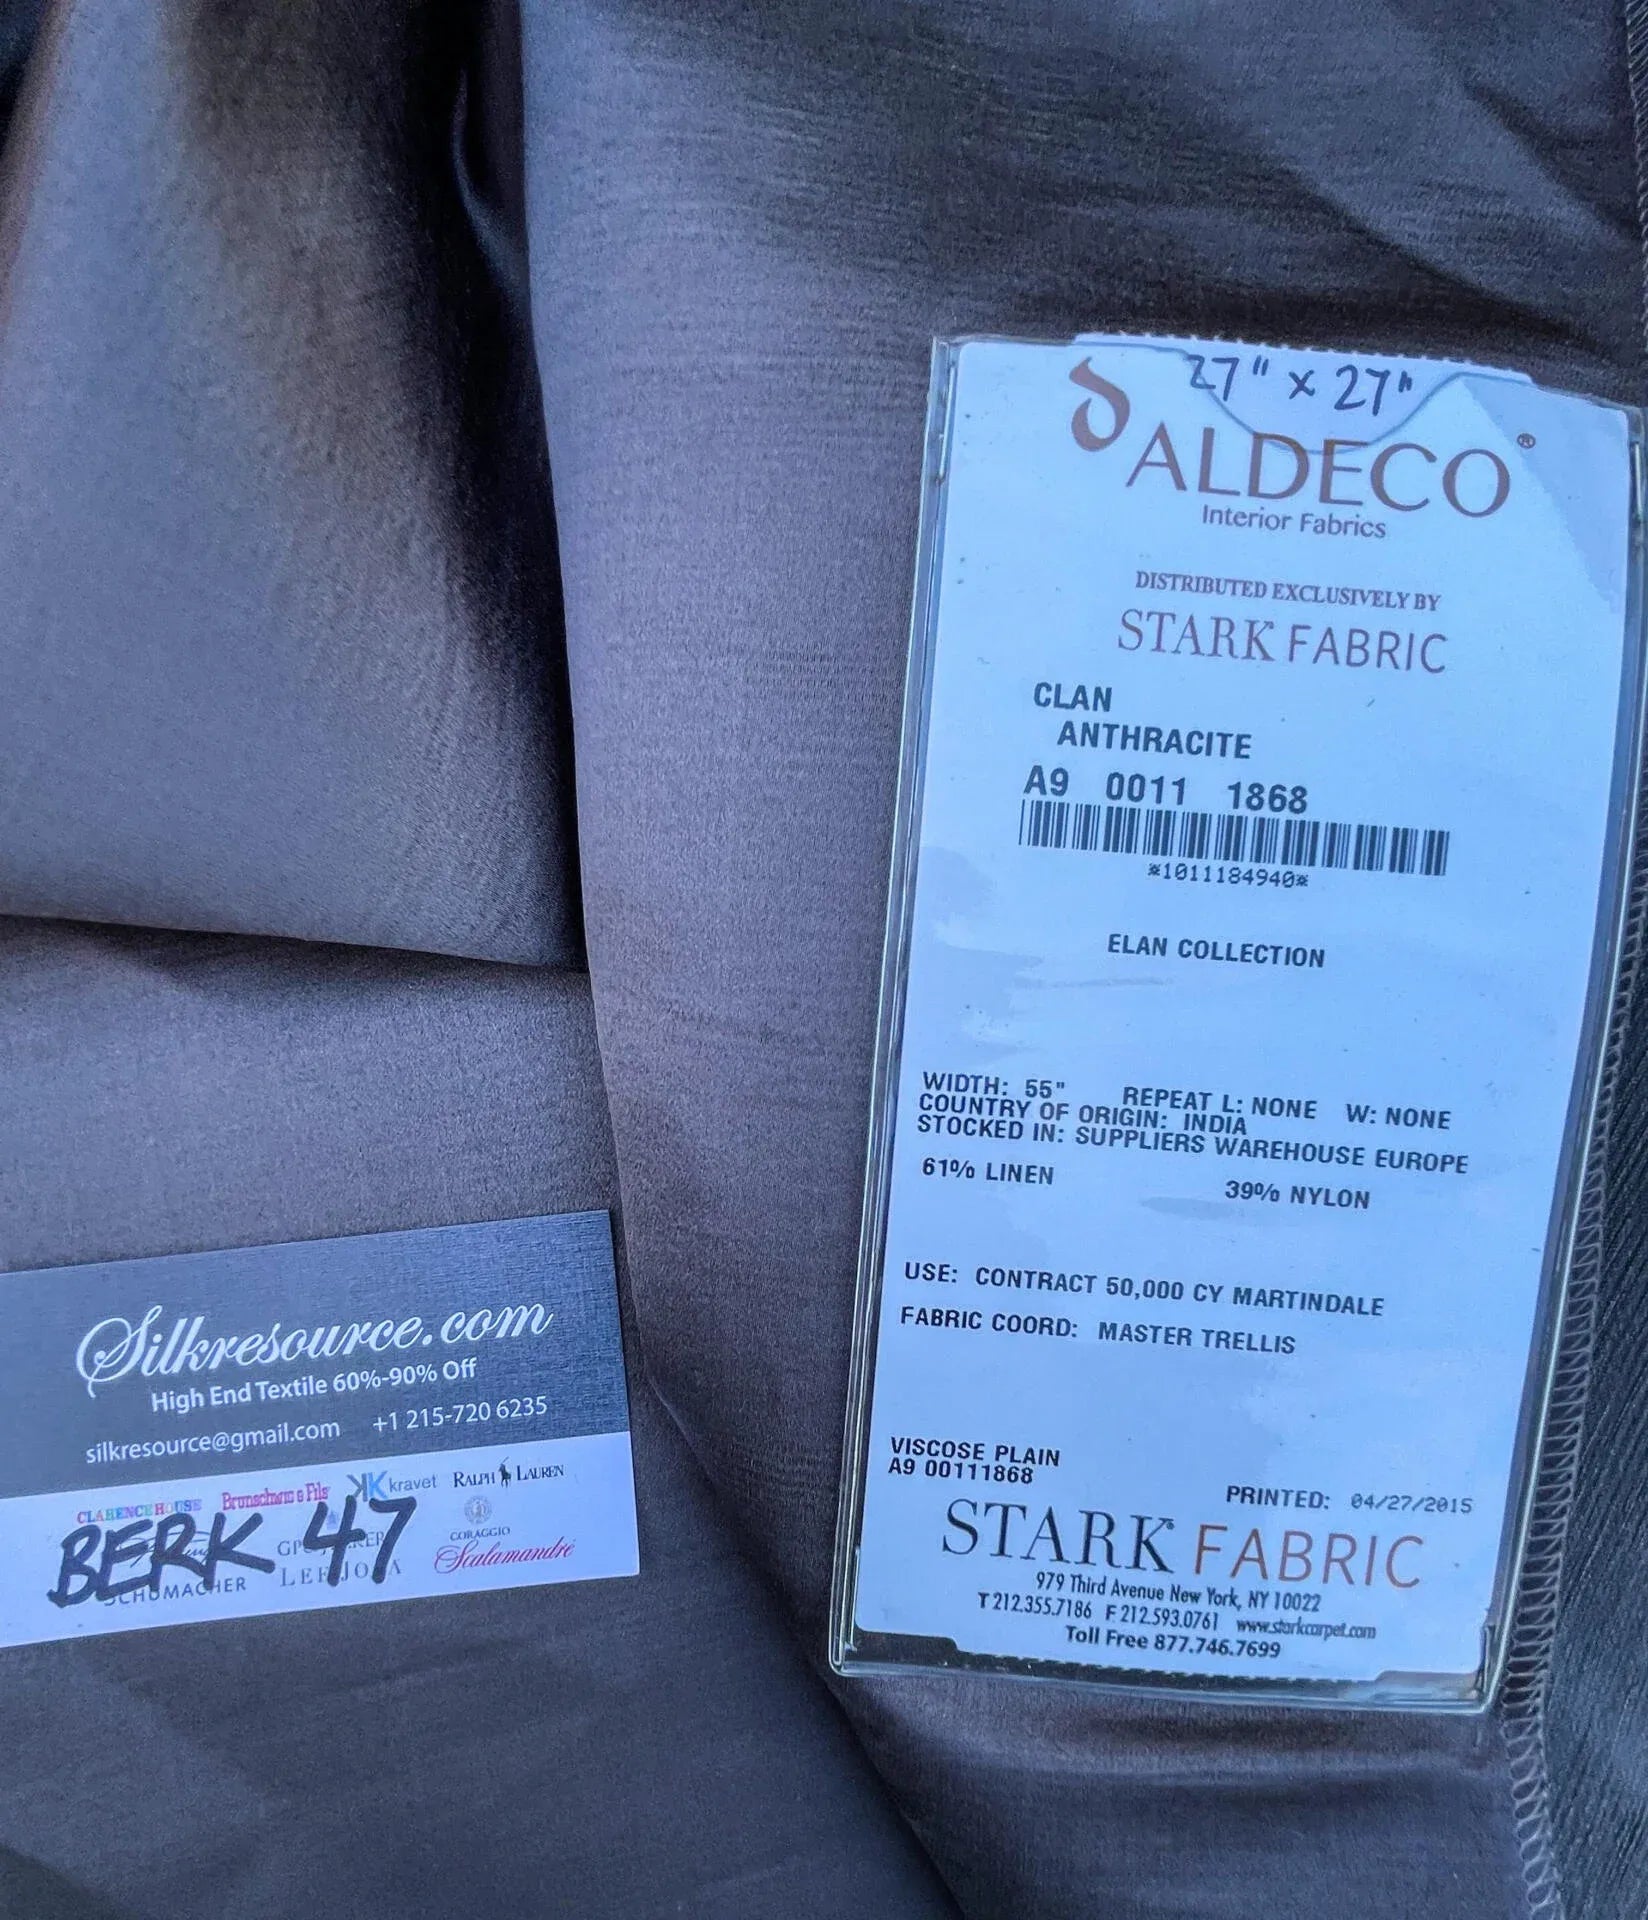 27" x 27"
ALDECO®
Interior Fabrics
DISTRIBUTED EXCLUSIVELY BY
STARK FABRIC
CLAN
ANTHRACITE
A9 0011 1868
*1011184940*
ELAN COLLECTION
WIDTH: 55" REPEAT L: NONE W: NONE
COUNTRY OF ORIGIN: INDIA
STOCKED IN: SUPPLIERS WAREHOUSE EUROPE
61% LINEN 39% NYLON
USE: CONTRACT 50,000 CY MARTINDALE
FABRIC COORD: MASTER TRELLIS
VISCOSE PLAIN
A9 00111868
PRINTED: 04/27/2015
STARK FABRIC
979 Third Avenue New York, NY 10022
T 212.355.7186 F 212.593.0761 www.starkcarpet.com
Toll Free 877.746.7699
Silkresource.com
High End Textile 60%-90% Off
silkresource@gmail.com +1 215-720 6235
CLARENCE HOUSE Brunschwig & Fils kravet RALPH LAUREN
BERK 47
CORAGGIO
Scalamandré
SCHUMACHER